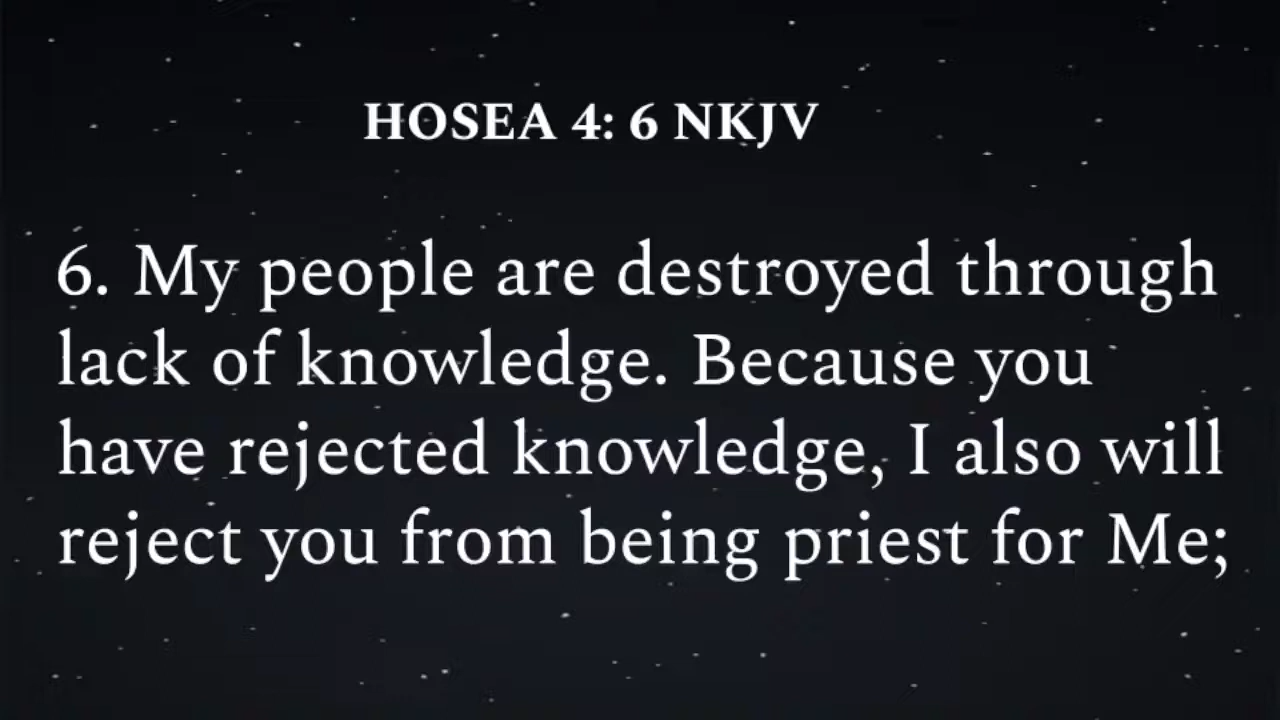 HOSEA 4: 6 NKJV
6. My people are destroyed through
lack of knowledge. Because you
have rejected knowledge, I also will
reject you from being priest for Me;